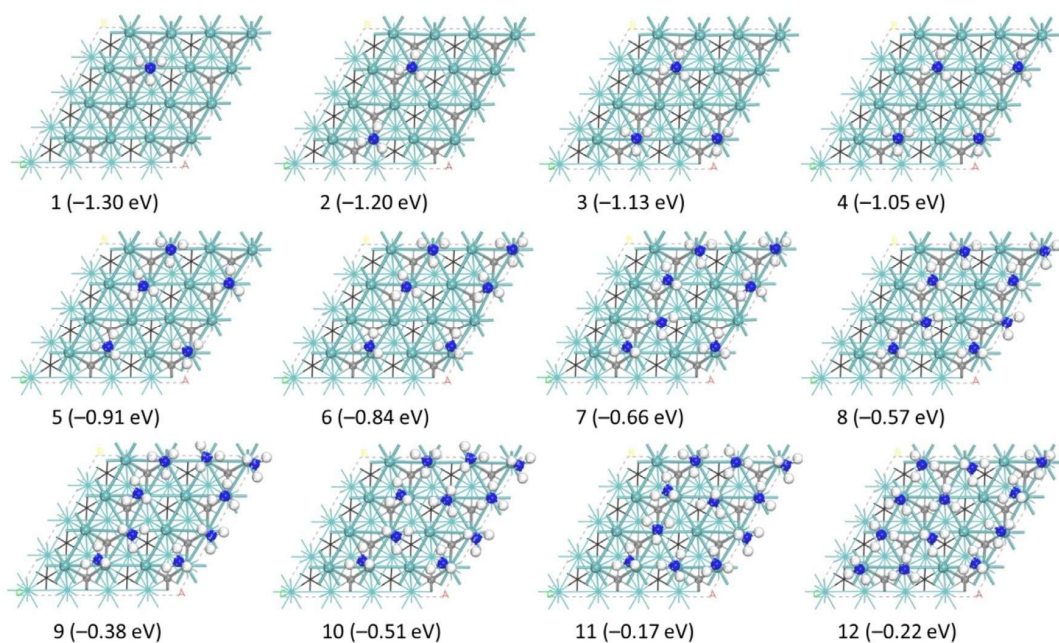 1 (–1.30 eV)
2 (–1.20 eV)
3 (–1.13 eV)
4 (–1.05 eV)
5 (–0.91 eV)
6 (–0.84 eV)
7 (–0.66 eV)
8 (–0.57 eV)
9 (–0.38 eV)
10 (–0.51 eV)
11 (–0.17 eV)
12 (–0.22 eV)